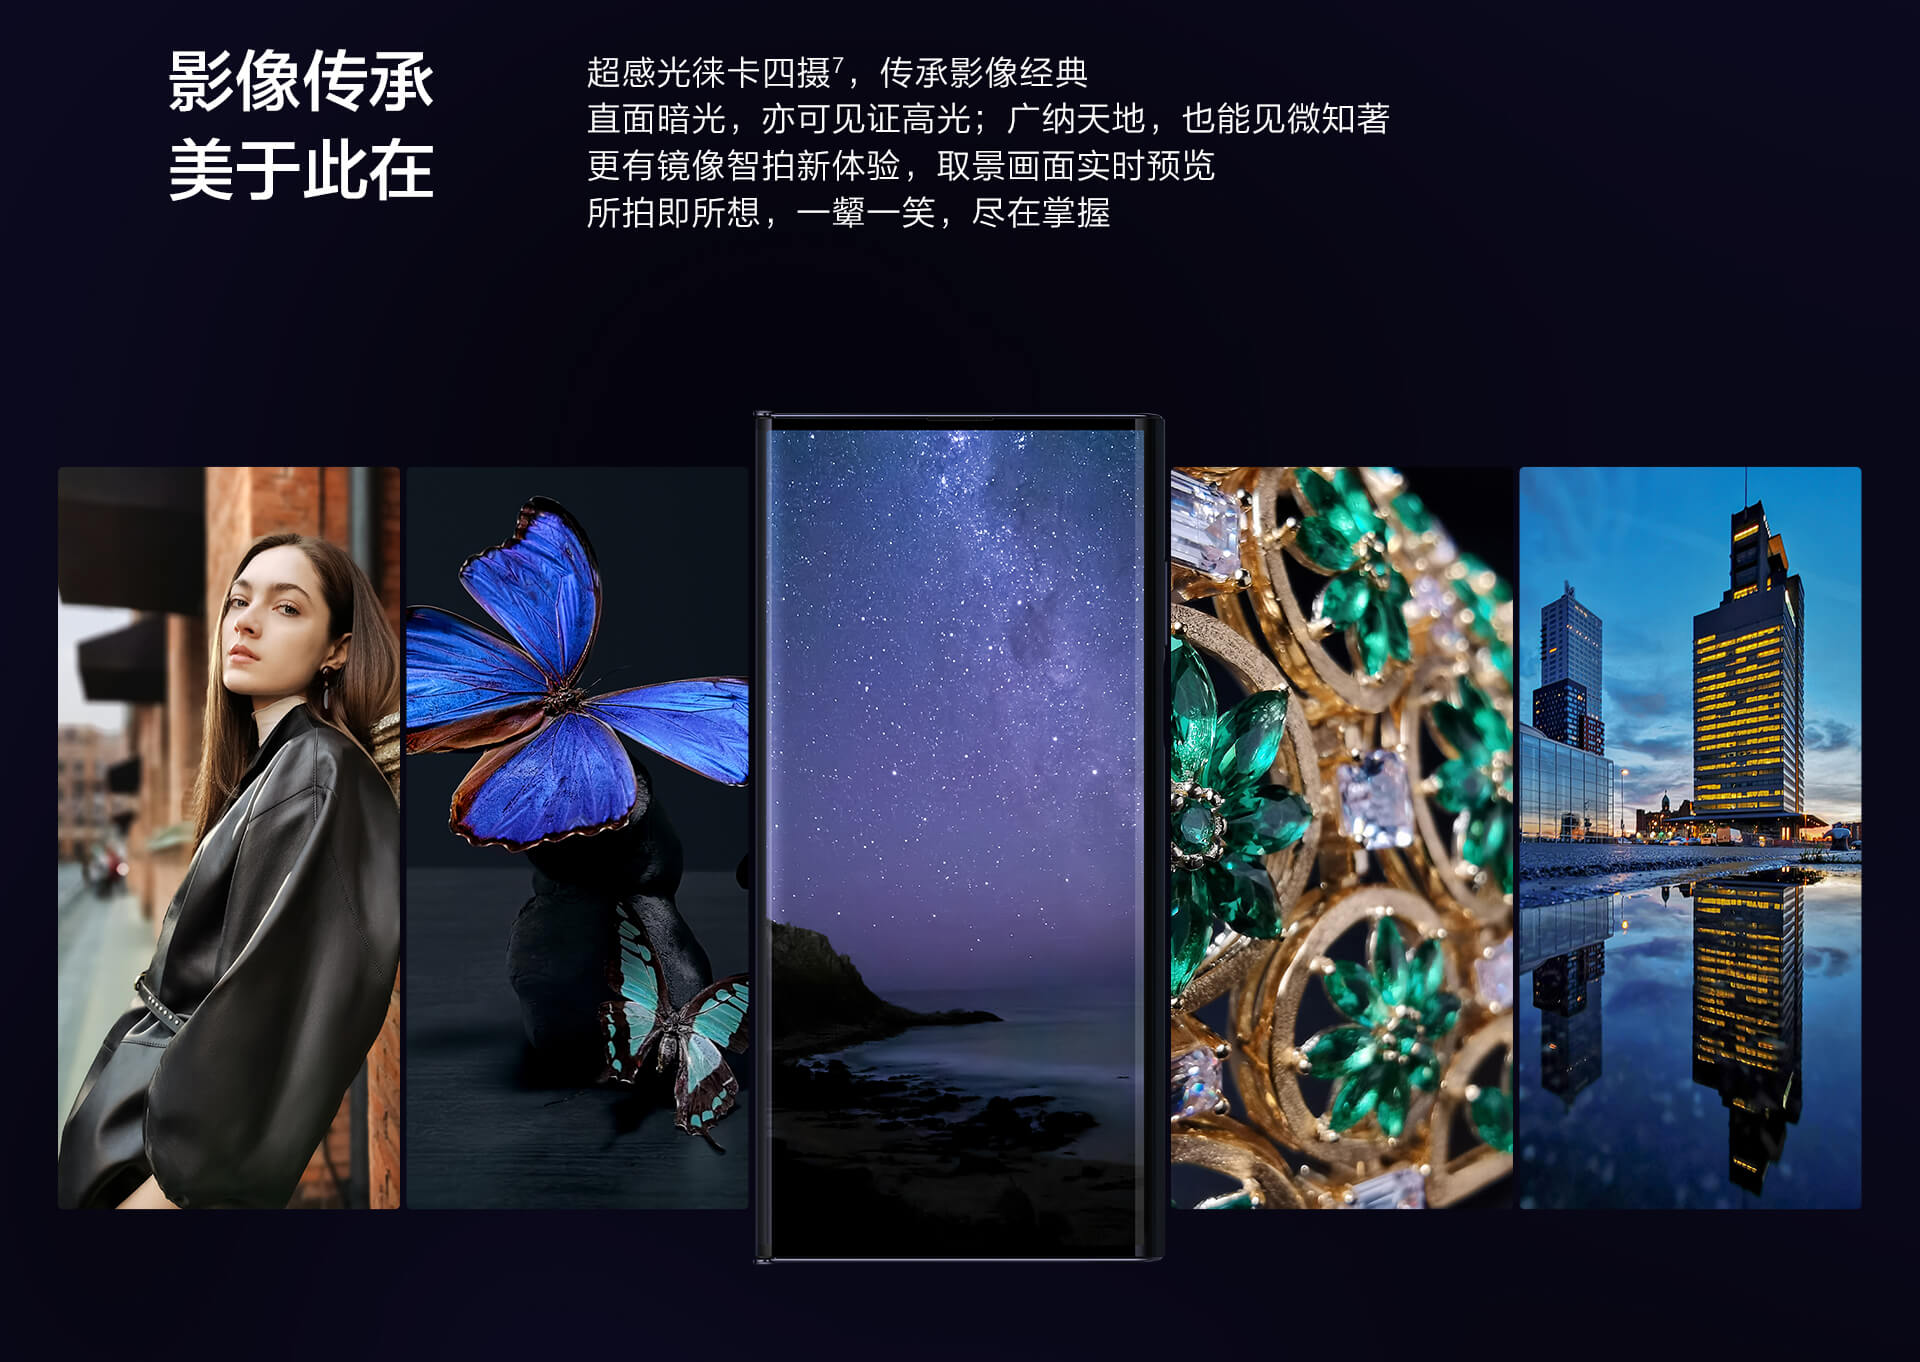 影像传承
美于此在
超感光徕卡四摄7，传承影像经典
直面暗光，亦可见证高光；广纳天地，也能见微知著
更有镜像智拍新体验，取景画面实时预览
所拍即所想，一颦一笑，尽在掌握